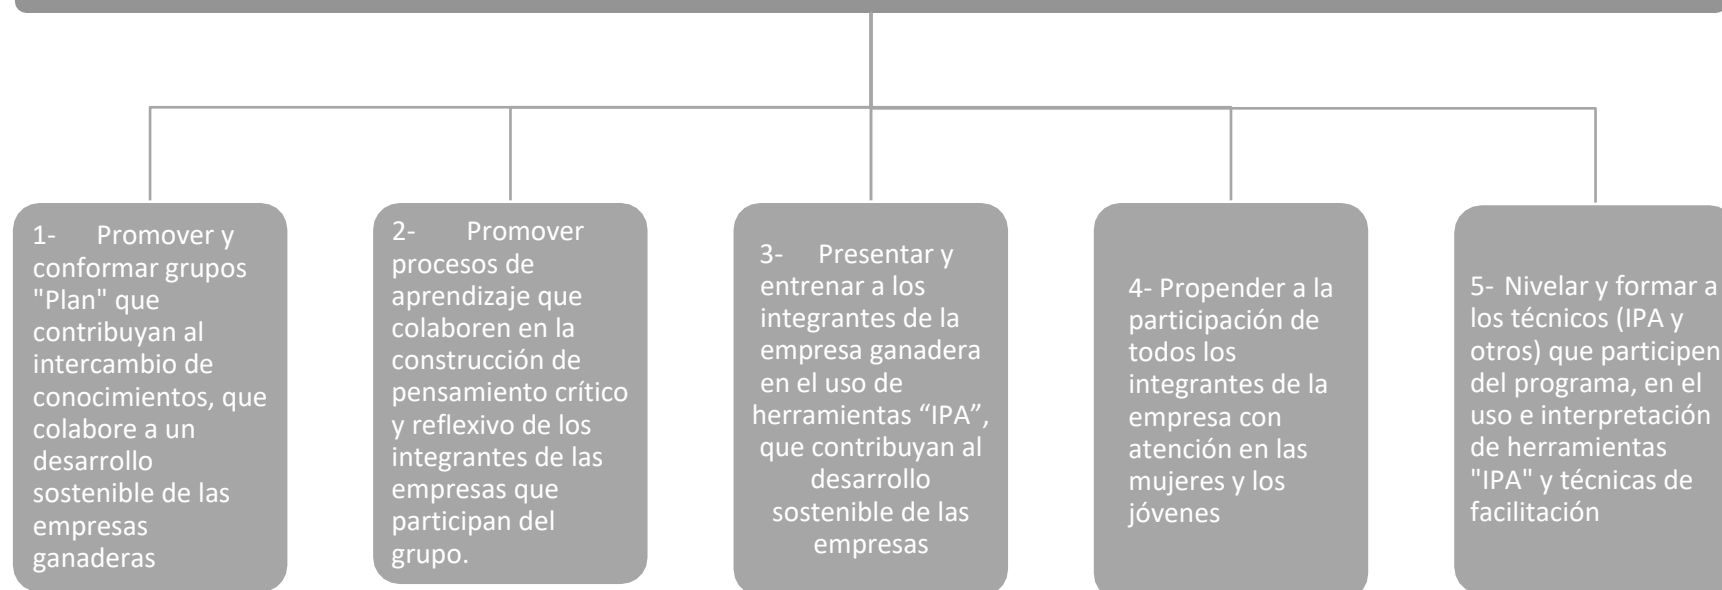 1- Promover y
conformar grupos
"Plan" que
contribuyan al
intercambio de
conocimientos, que
colabore a un
desarrollo
sostenible de las
empresas
ganaderas
2- Promover
procesos de
aprendizaje que
colaboren en la
construcción de
pensamiento crítico
y reflexivo de los
integrantes de las
empresas que
participan del
grupo.
3- Presentar y
entrenar a los
integrantes de la
empresa ganadera
en el uso de
herramientas “IPA”,
que contribuyan al
desarrollo
sostenible de las
empresas
4- Propender a la
participación de
todos los
integrantes de la
empresa con
atención en las
mujeres y los
jóvenes
5- Nivelar y formar a
los técnicos (IPA y
otros) que participen
del programa, en el
uso e interpretación
de herramientas
"IPA" y técnicas de
facilitación